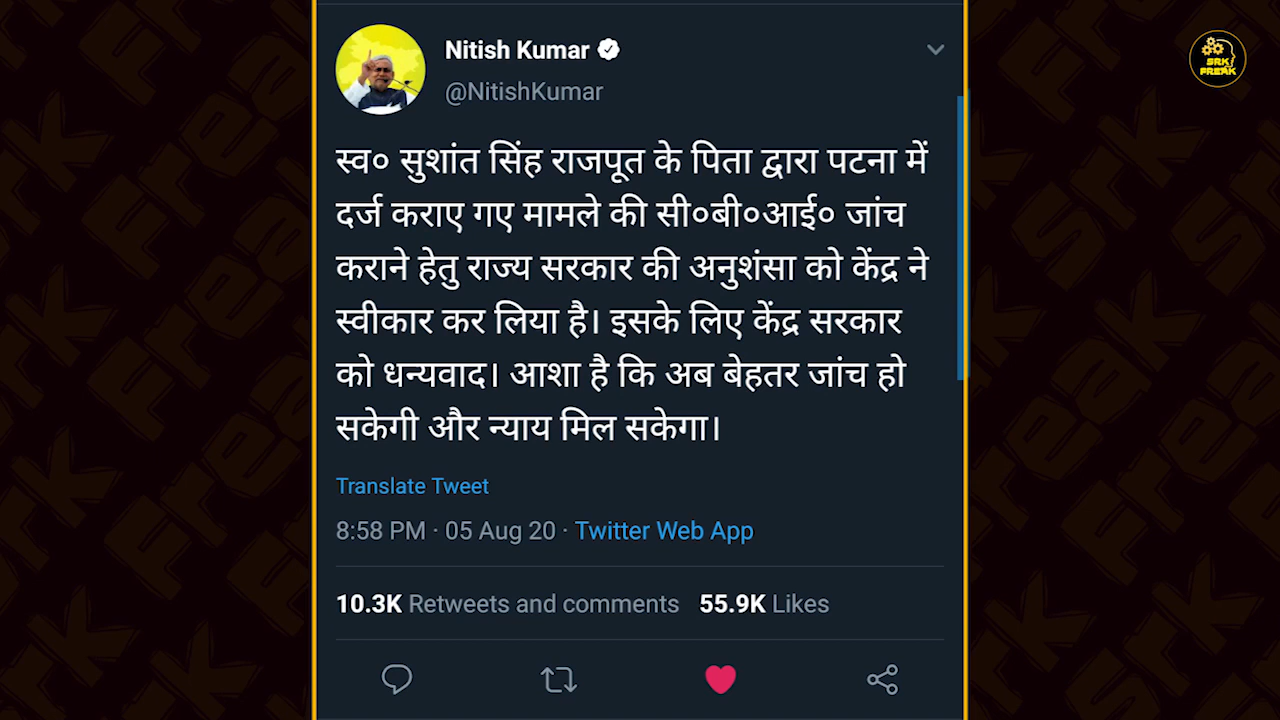 Nitish Kumar
@NitishKumar
SRK
FREAK
स्व० सुशांत सिंह राजपूत के पिता द्वारा पटना में
दर्ज कराए गए मामले की सी०बी०आई० जांच
कराने हेतु राज्य सरकार की अनुशंसा को केंद्र ने
स्वीकार कर लिया है। इसके लिए केंद्र सरकार
को धन्यवाद। आशा है कि अब बेहतर जांच हो
सकेगी और न्याय मिल सकेगा।
Translate Tweet
8:58 PM · 05 Aug 20 · Twitter Web App
10.3K Retweets and comments 55.9K Likes